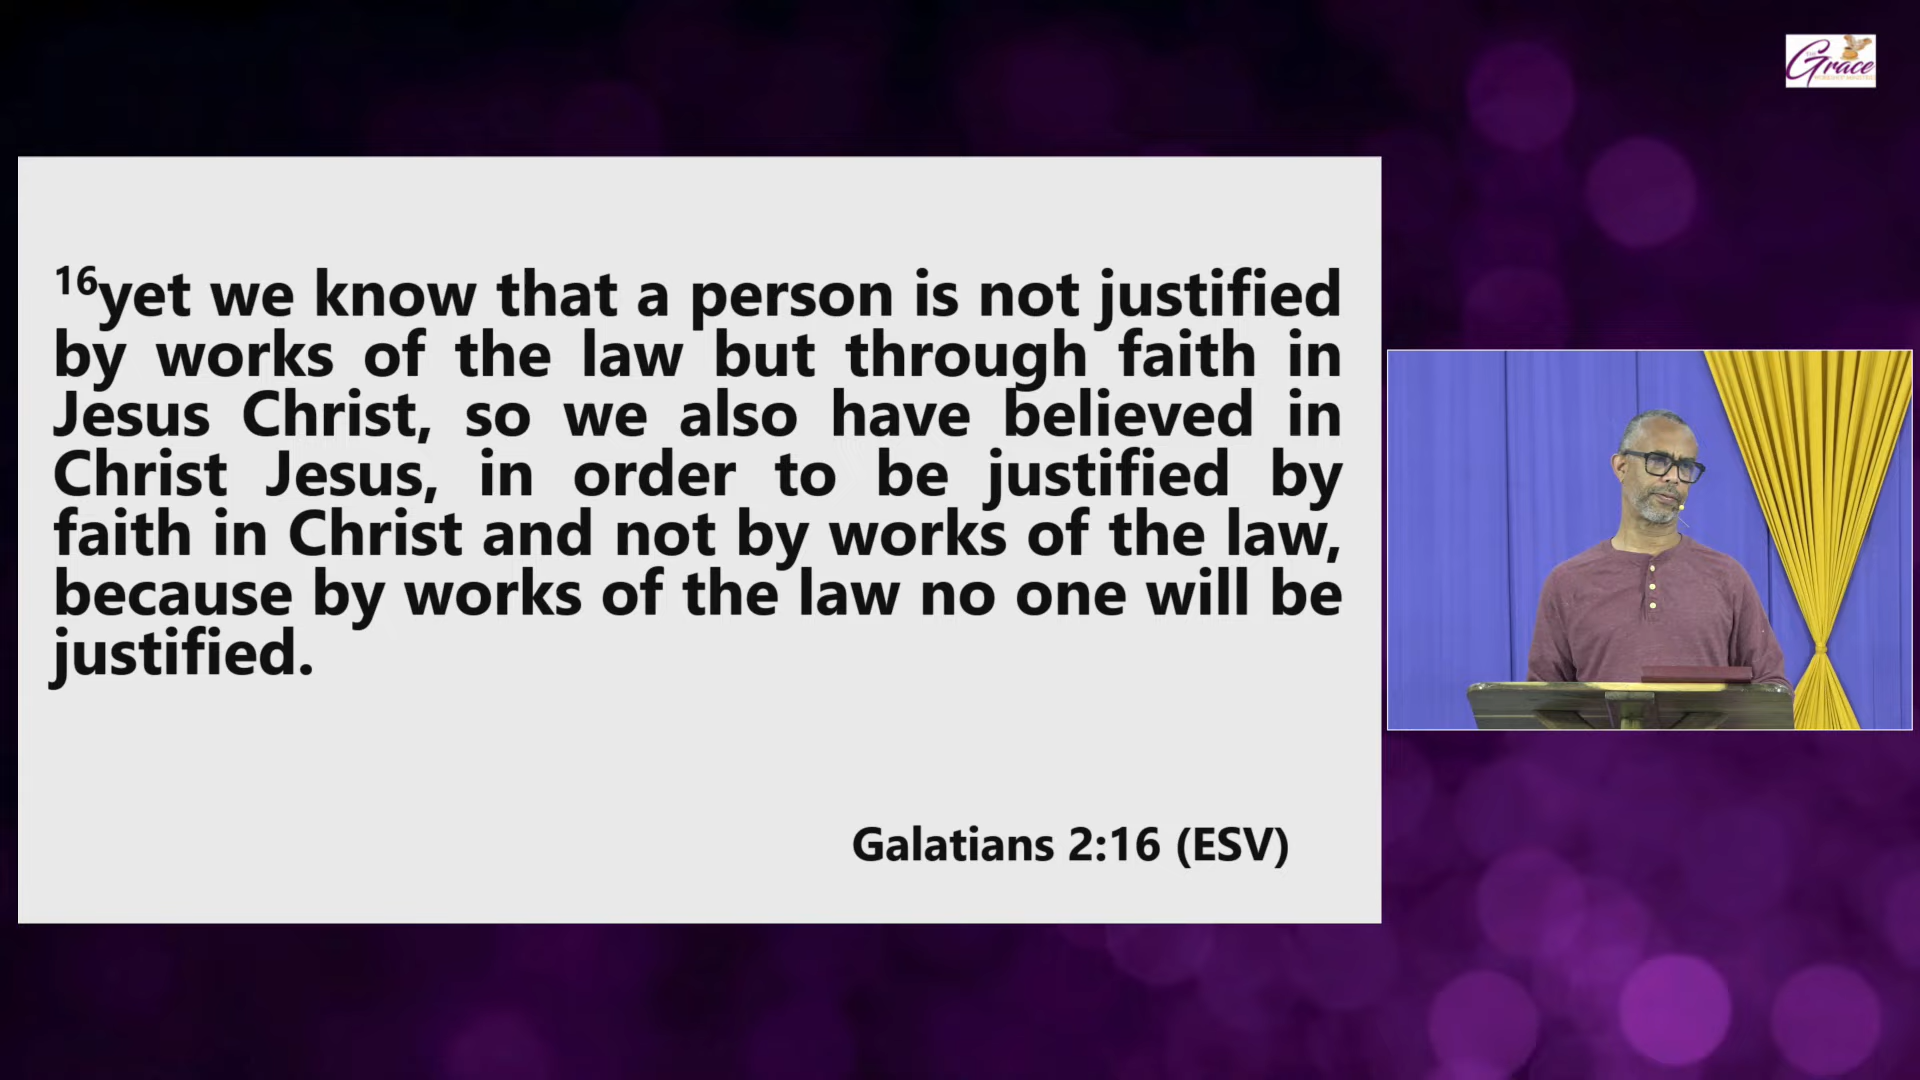 Grace
16yet we know that a person is not justified
by works of the law but through faith in
Jesus Christ, so we also have believed in
Christ Jesus, in order to be justified by
faith in Christ and not by works of the law,
because by works of the law no one will be
justified.
Galatians 2:16 (ESV)